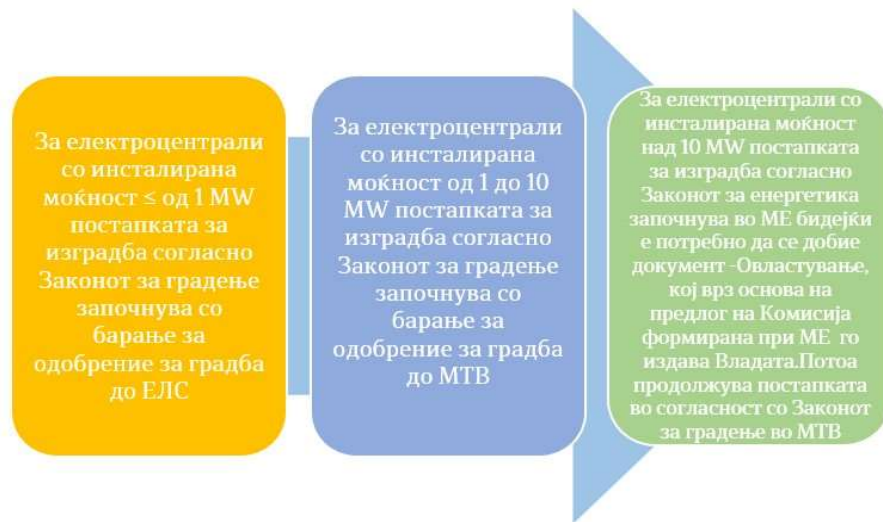 За електроцентрали
со инсталирана
моќност ≤ од 1 MW
постапката за
изградба согласно
Законот за градење
започнува со
барање за
одобрение за градба
до ЕЛС
За електроцентрали
со инсталирана
моќност од 1 до 10
MW постапката за
изградба согласно
Законот за градење
започнува со
барање за
одобрение за градба
до МТВ
За електроцентрали со
инсталирана моќност
над 10 MW постапката
за изградба согласно
Законот за енергетика
започнува во МЕ бидејќи
е потребно да се добие
документ -Овластување,
кој врз основа на
предлог на Комисија
формирана при МЕ го
издава Владата.Потоа
продолжува постапката
во согласност со Законот
за градење во МТВ